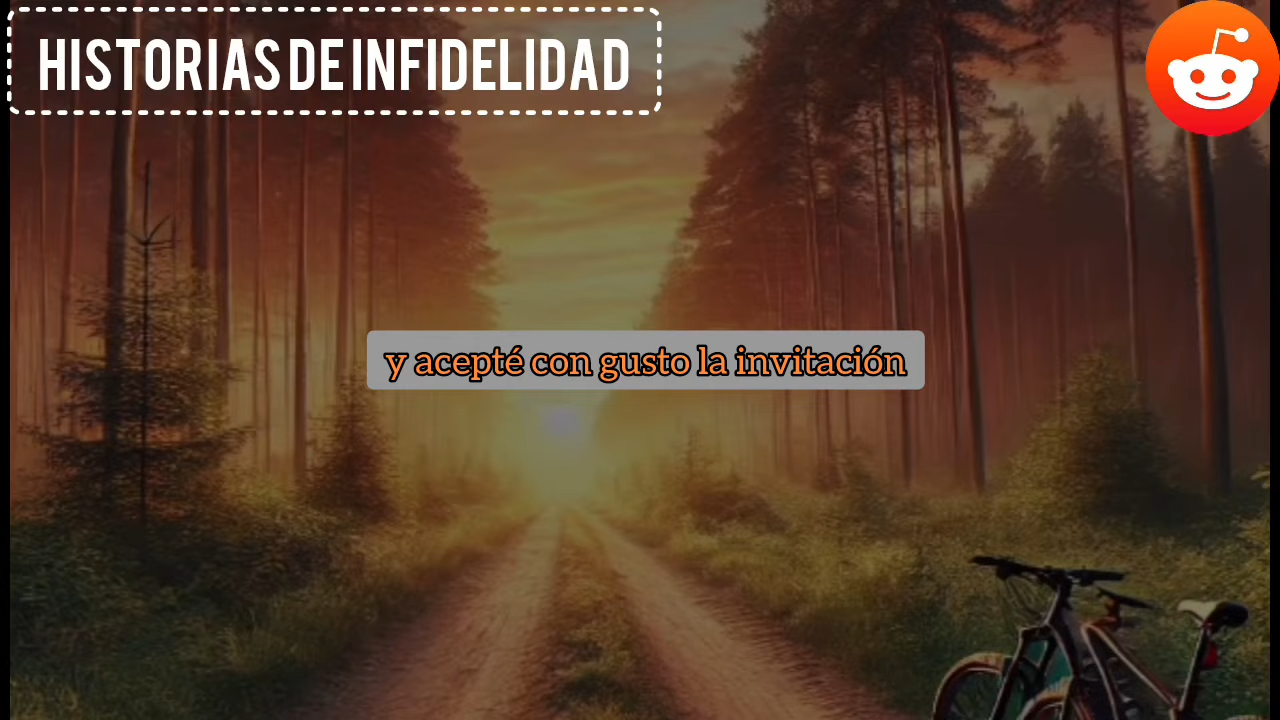 HISTORIAS DE INFIDELIDAD
y acepté con gusto la invitación